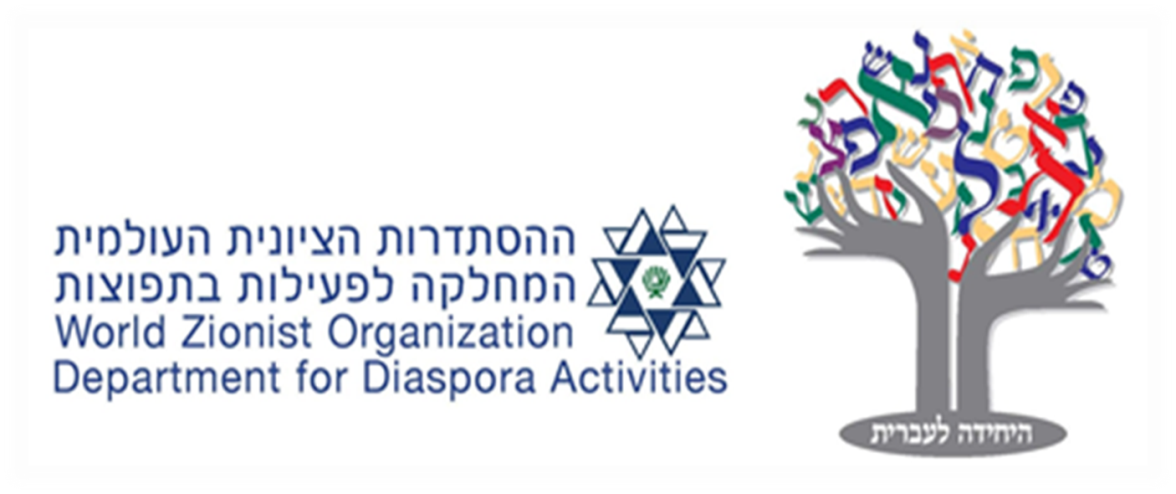 ההסתדרות הציונית העולמית
המחלקה לפעילות בתפוצות
World Zionist Organization
Department for Diaspora Activities
היחידה לעברית